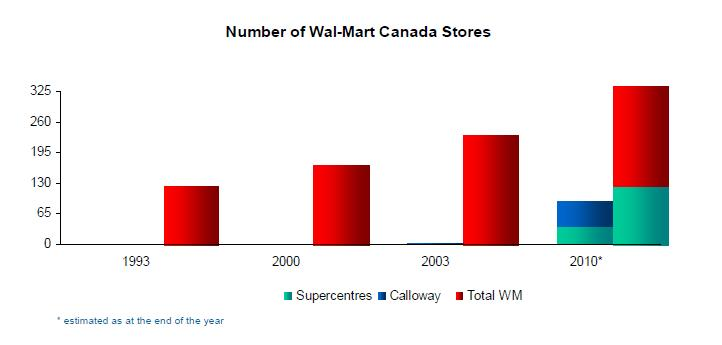 Number of Wal-Mart Canada Stores
325
260
195
130
65
0
1993 2000 2003 2010*
Supercentres Calloway Total WM
* estimated as at the end of the year